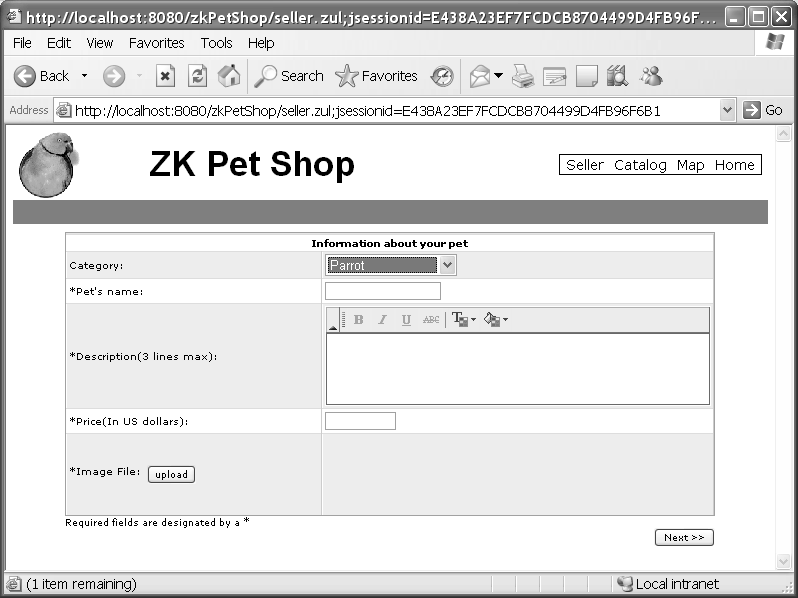 http://localhost:8080/zkPetShop/seller.zul;jsessionid=E438A23EF7FCDCB8704499D4FB96F...
File Edit View Favorites Tools Help
Back Search Favorites
Address http://localhost:8080/zkPetShop/seller.zul;jsessionid=E438A23EF7FCDCB8704499D4FB96F6B1 Go
ZK Pet Shop
Seller Catalog Map Home
Information about your pet
Category: Parrot
*Pet's name:
B I U ABC T
*Description(3 lines max):
*Price(In US dollars):
*Image File: upload
Required fields are designated by a *
Next >>
(1 item remaining) Local intranet